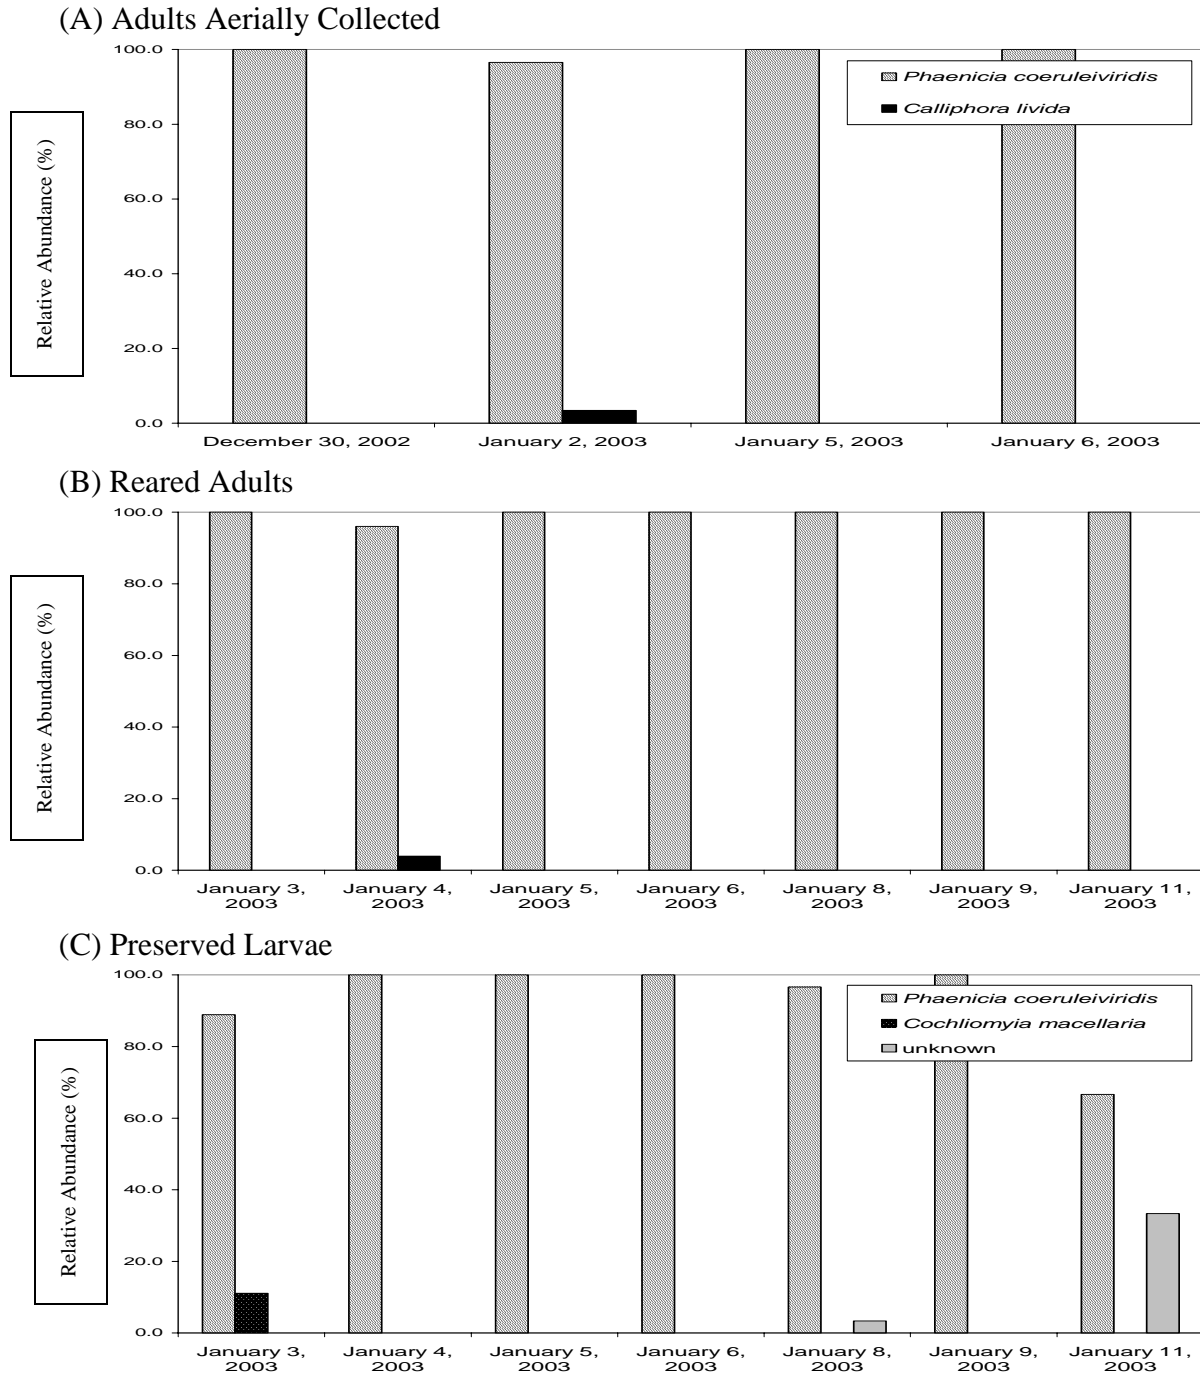 (A) Adults Aerially Collected
Relative Abundance (%)
100.0
80.0
60.0
40.0
20.0
0.0
Phaenicia coeruleiviridis
Calliphora livida
December 30, 2002
January 2, 2003
January 5, 2003
January 6, 2003
(B) Reared Adults
Relative Abundance (%)
100.0
80.0
60.0
40.0
20.0
0.0
January 3,
2003
January 4,
2003
January 5,
2003
January 6,
2003
January 8,
2003
January 9,
2003
January 11,
2003
(C) Preserved Larvae
Relative Abundance (%)
100.0
80.0
60.0
40.0
20.0
0.0
Phaenicia coeruleiviridis
Cochliomyia macellaria
unknown
January 3,
2003
January 4,
2003
January 5,
2003
January 6,
2003
January 8,
2003
January 9,
2003
January 11,
2003